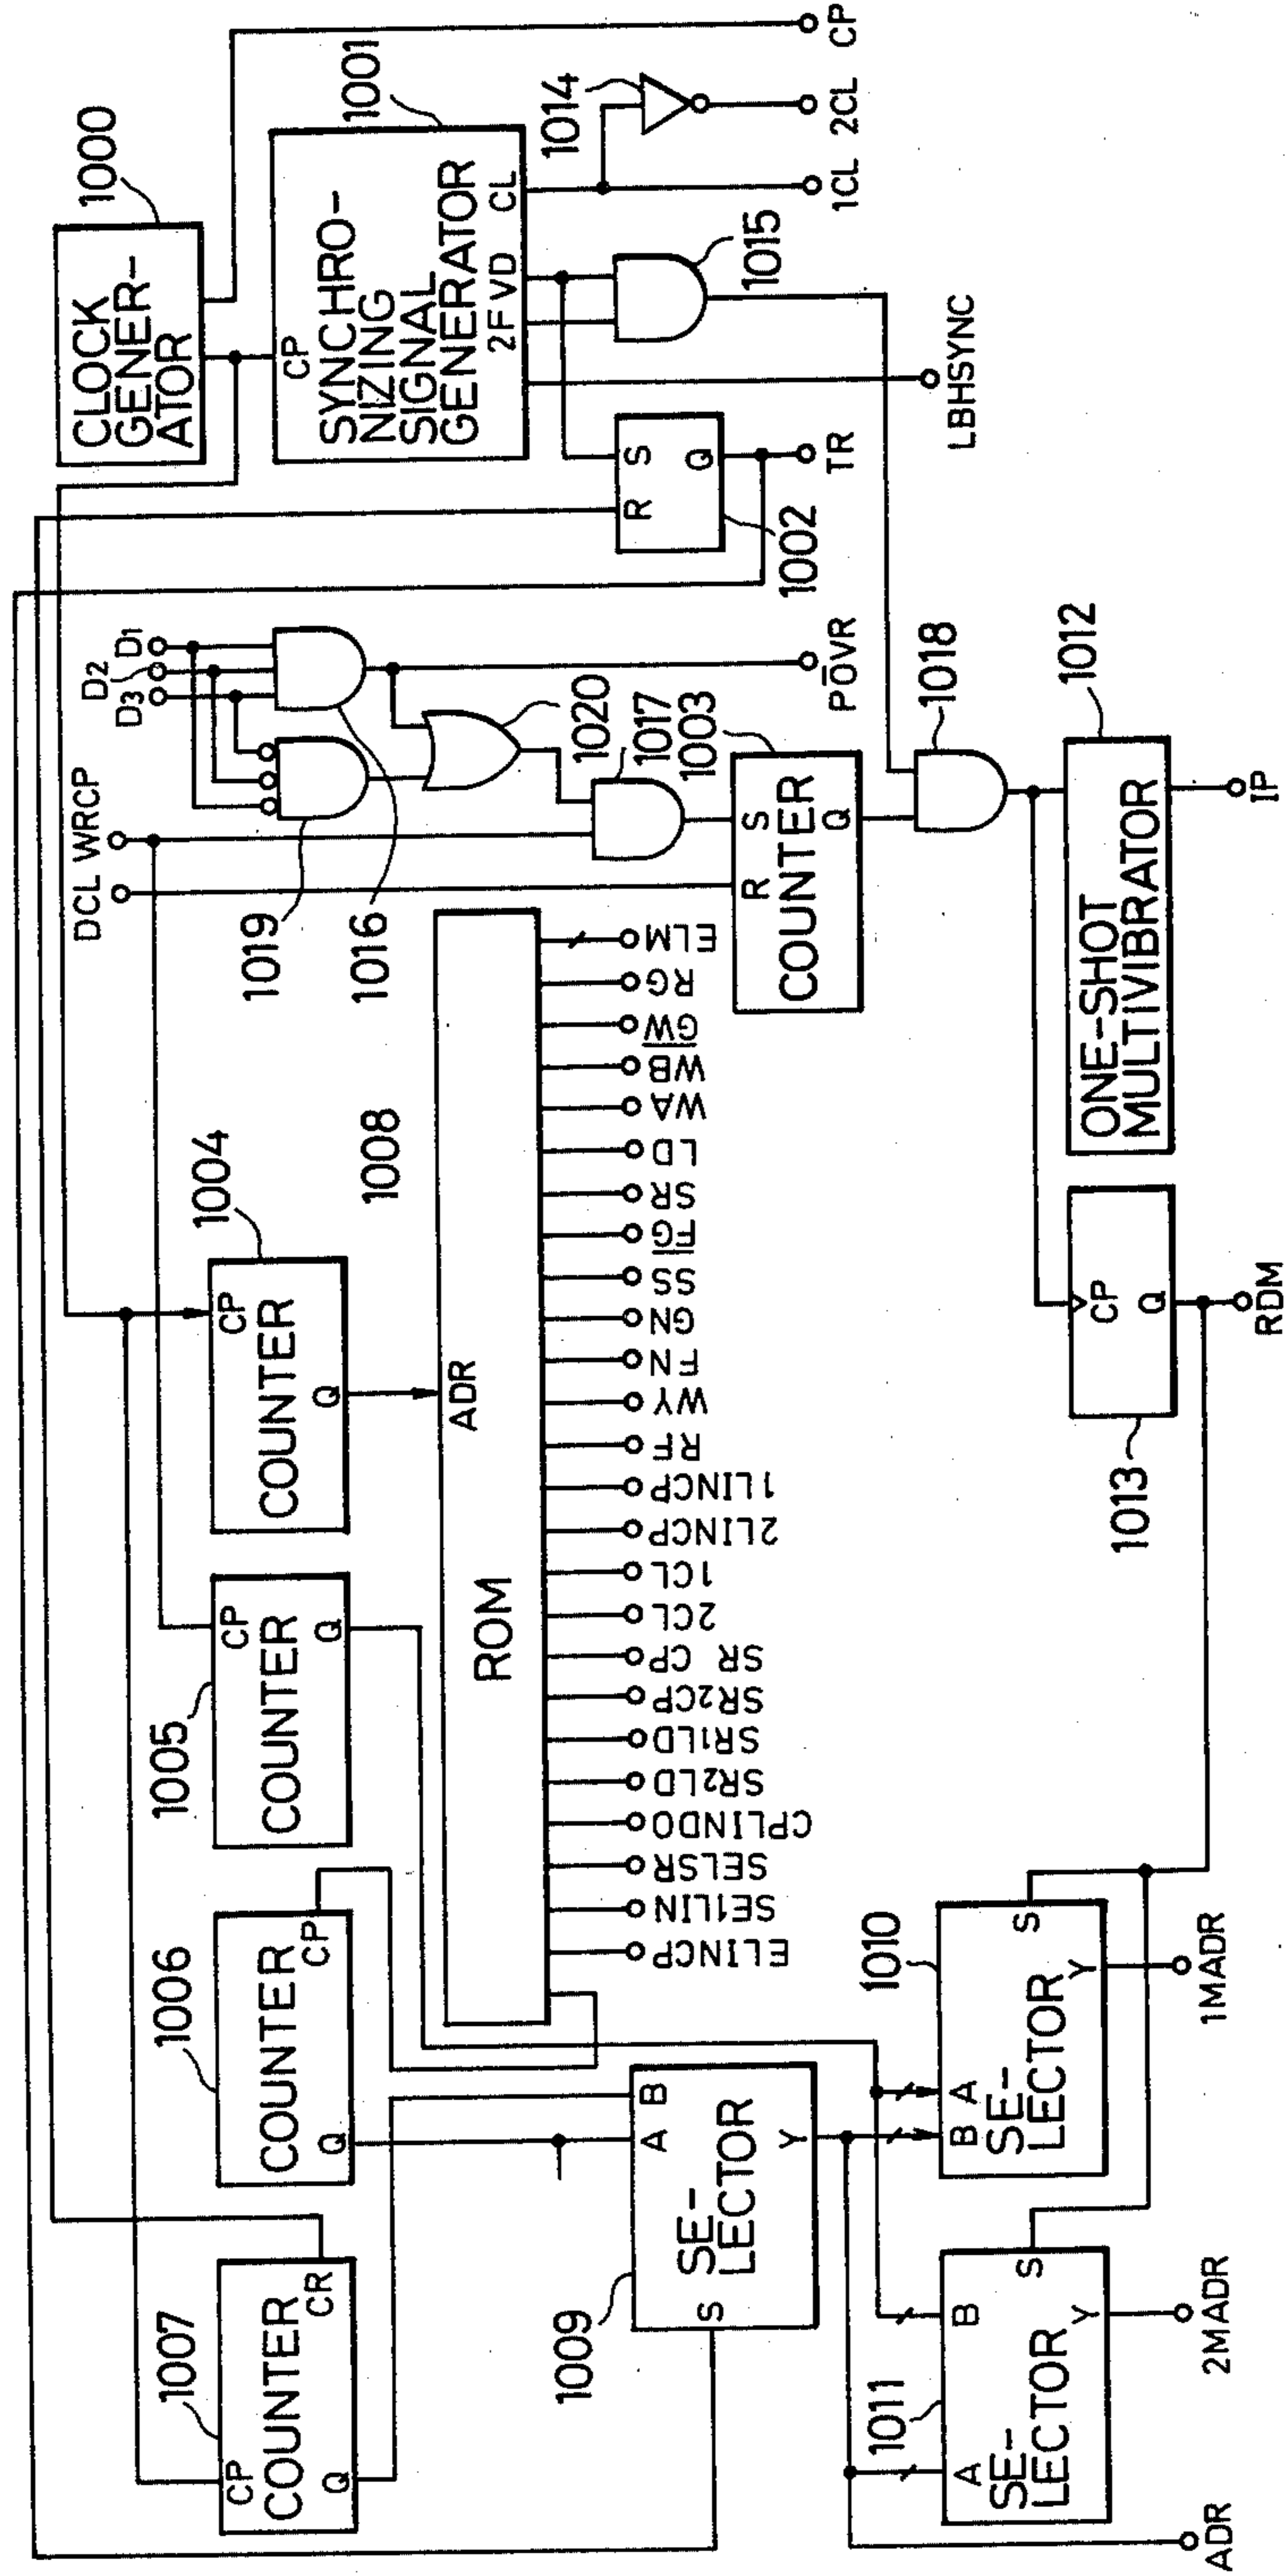 CLOCK
GENER-
ATOR
1000
CP
SYNCHRO-
NIZING
SIGNAL
GENERATOR
2F VD CL
1001
1014
1015
1CL
2CL
CP
LBHSYNC
R
S
Q
1002
TR
D1
D2
D3
WRCP
DCL
1019
1016
1020
1017
1003
PŌVR
R
S
COUNTER
Q
1018
ONE-SHOT
MULTIVIBRATOR
1012
IP
CP
Q
1013
RDM
1004
CP
COUNTER
Q
1005
CP
COUNTER
Q
1006
CP
COUNTER
Q
1007
CP
CR
COUNTER
Q
1008
ADR
ROM
ELM
RG
G̅W̅
WB
WA
LD
SR
F̅G̅
SS
GN
FN
WY
RF
1LINCP
2LINCP
1CL
2CL
SR CP
SR2CP
SR1LD
SR2LD
CPLINDO
SELSR
SE1LIN
ELINCP
1009
A
B
SE-
LECTOR
S
Y
1010
B
A
S
SE-
LECTOR
Y
1MADR
1011
A
B
S
SE-
LECTOR
Y
2MADR
ADR